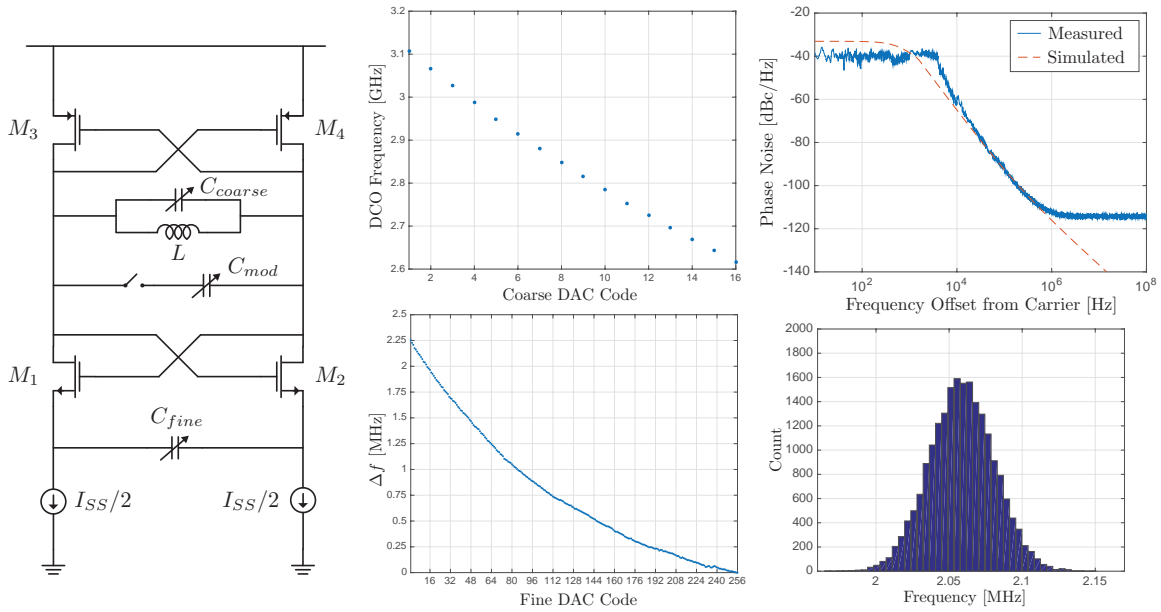 M3
M4
Ccoarse
L
Cmod
M1
M2
Cfine
ISS/2
ISS/2
DCO Frequency [GHz]
3.2
3.1
3
2.9
2.8
2.7
2.6
2 4 6 8 10 12 14 16
Coarse DAC Code
Phase Noise [dBc/Hz]
-20
-40
-60
-80
-100
-120
-140
Measured
Simulated
10^2 10^4 10^6 10^8
Frequency Offset from Carrier [Hz]
Δf [MHz]
2.5
2.25
2
1.75
1.5
1.25
1
0.75
0.5
0.25
0
16 32 48 64 80 96 112 128 144 160 176 192 208 224 240 256
Fine DAC Code
Count
2000
1800
1600
1400
1200
1000
800
600
400
200
0
2 2.05 2.1 2.15
Frequency [MHz]